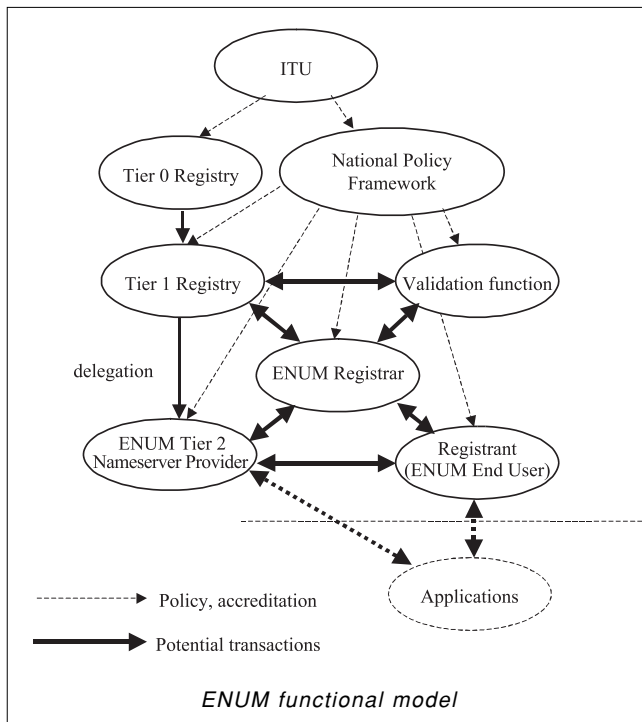 ITU
Tier 0 Registry
National Policy
Framework
Tier 1 Registry
Validation function
delegation
ENUM Registrar
ENUM Tier 2
Nameserver Provider
Registrant
(ENUM End User)
Applications
Policy, accreditation
Potential transactions
ENUM functional model